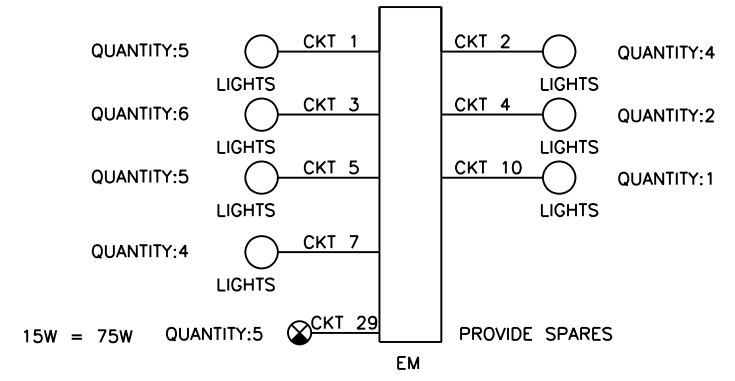 QUANTITY:5 CKT 1 CKT 2 QUANTITY:4
LIGHTS LIGHTS
QUANTITY:6 CKT 3 CKT 4 QUANTITY:2
LIGHTS LIGHTS
QUANTITY:5 CKT 5 CKT 10 QUANTITY:1
LIGHTS LIGHTS
QUANTITY:4 CKT 7
LIGHTS
15W = 75W QUANTITY:5 CKT 29 PROVIDE SPARES
EM